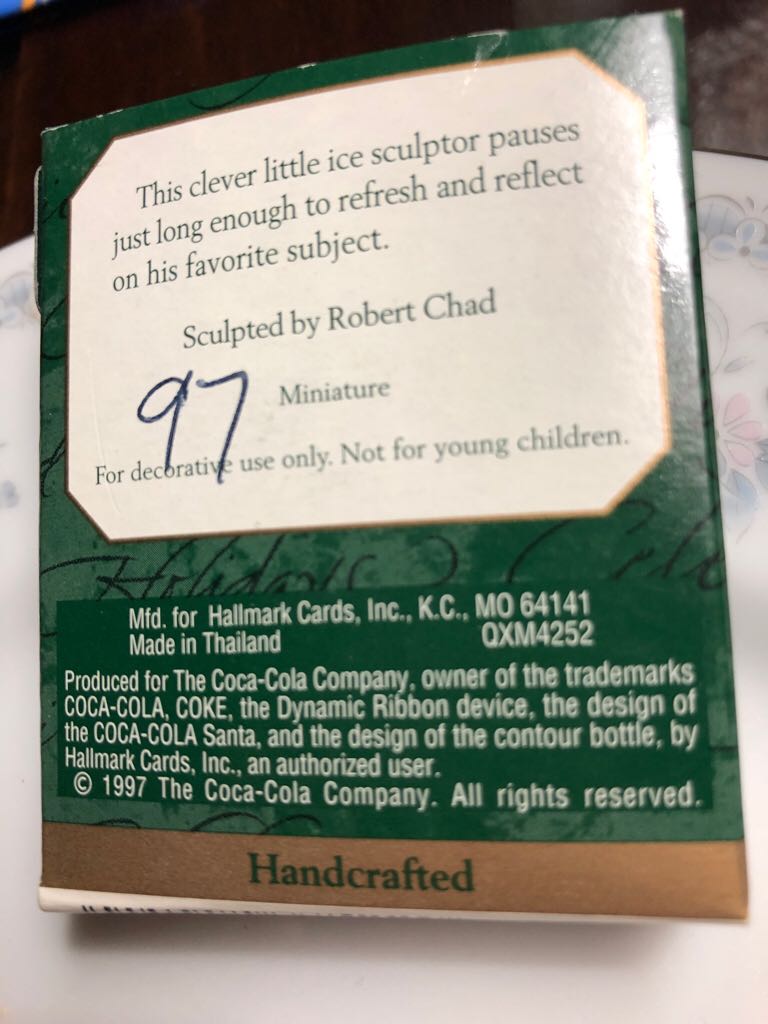 This clever little ice sculptor pauses
just long enough to refresh and reflect
on his favorite subject.
Sculpted by Robert Chad
97 Miniature
For decorative use only. Not for young children.
Holidays
Mfd. for Hallmark Cards, Inc., K.C., MO 64141
Made in Thailand QXM4252
Produced for The Coca-Cola Company, owner of the trademarks
COCA-COLA, COKE, the Dynamic Ribbon device, the design of
the COCA-COLA Santa, and the design of the contour bottle, by
Hallmark Cards, Inc., an authorized user.
© 1997 The Coca-Cola Company. All rights reserved.
Handcrafted